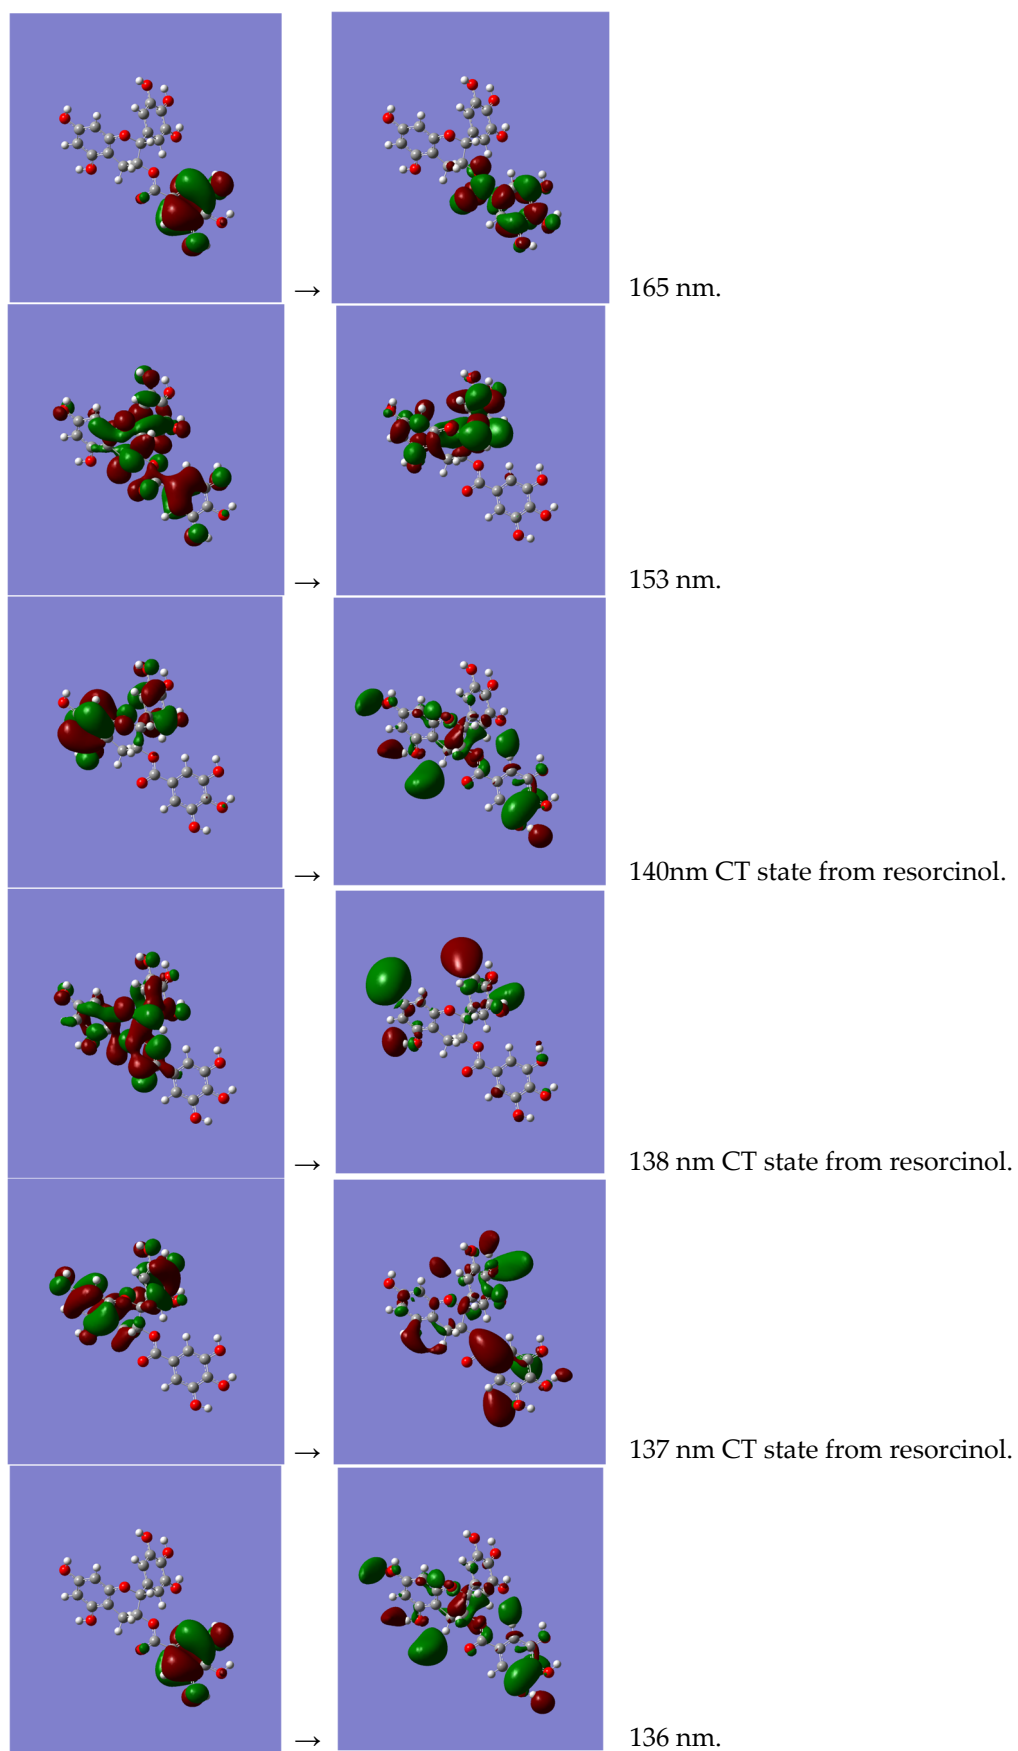 → 165 nm.
→ 153 nm.
→ 140nm CT state from resorcinol.
→ 138 nm CT state from resorcinol.
→ 137 nm CT state from resorcinol.
→ 136 nm.